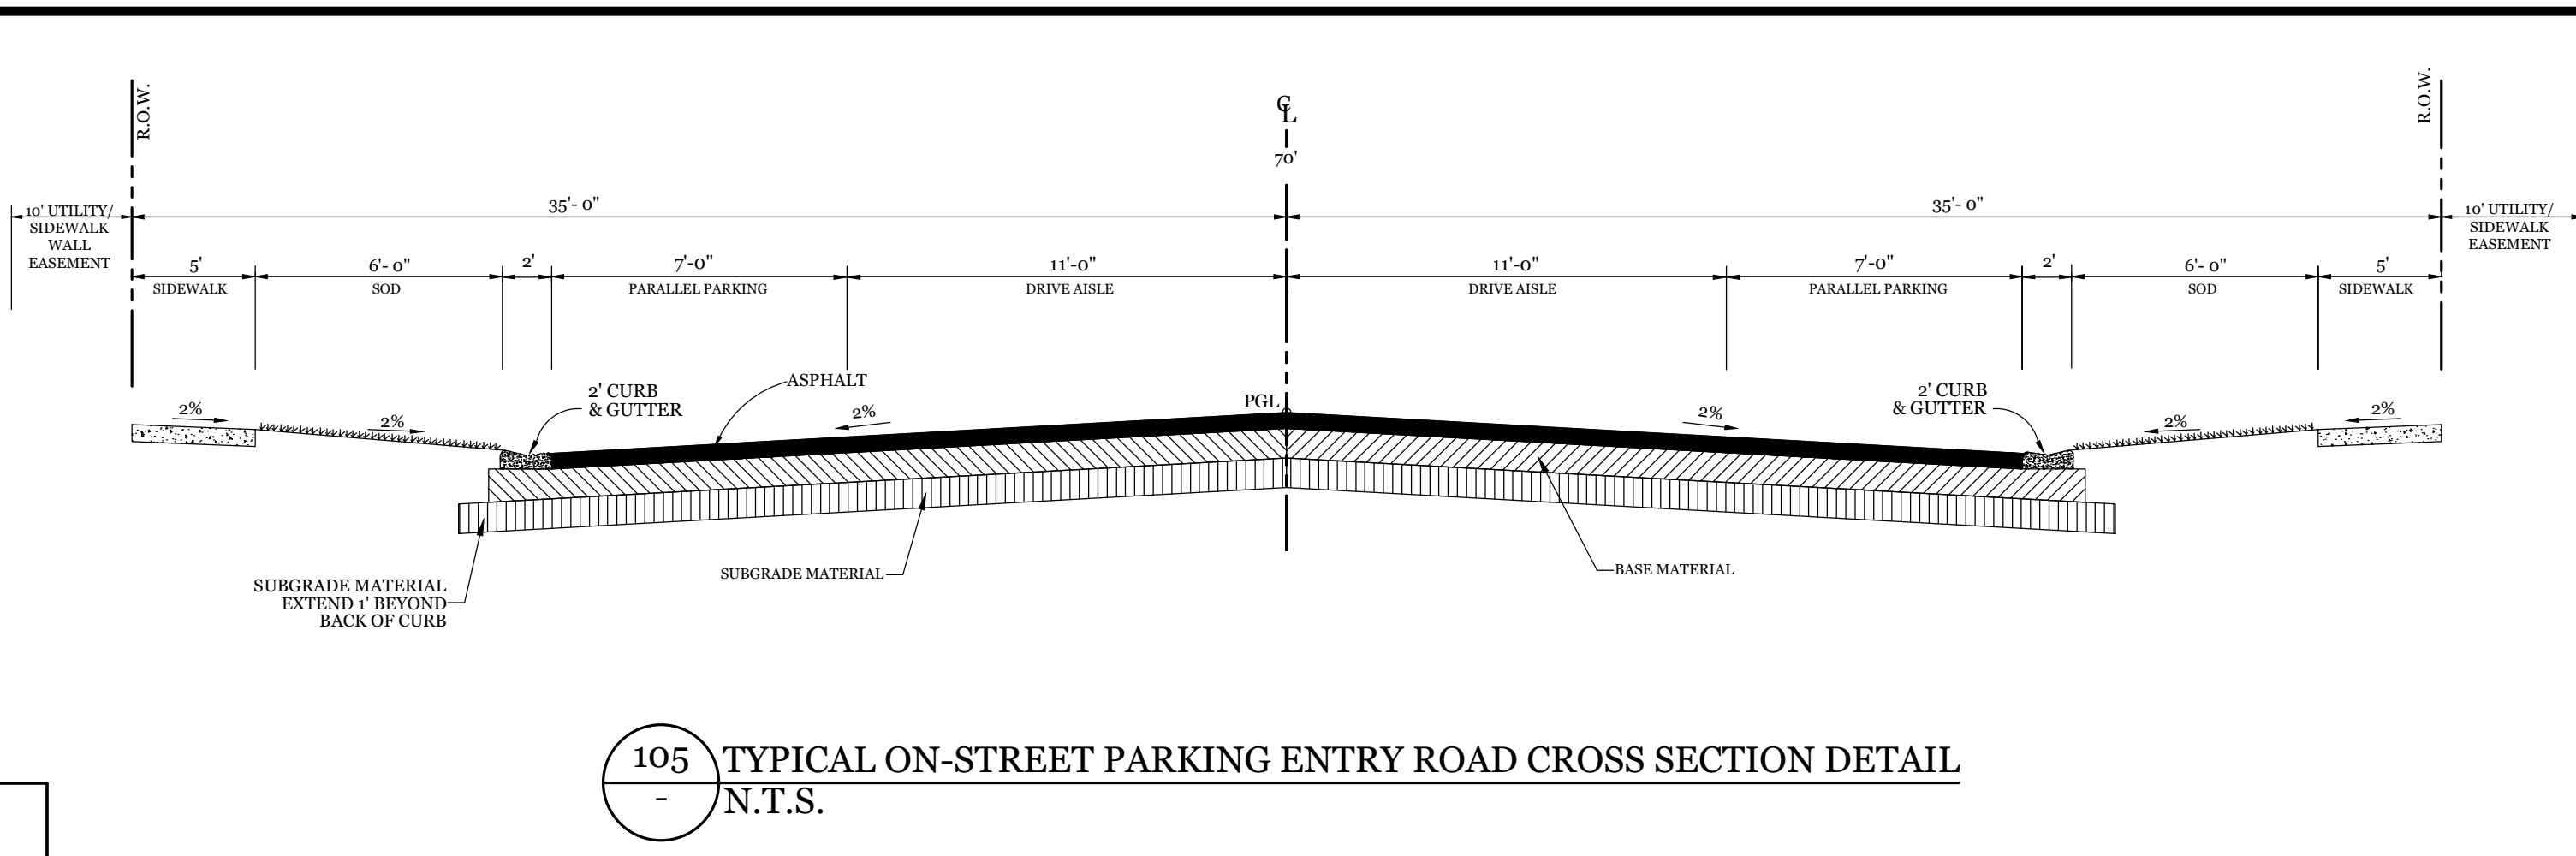 R.O.W.
R.O.W.
℄
70'
35'- 0"
35'- 0"
10' UTILITY/
SIDEWALK
WALL
EASEMENT
10' UTILITY/
SIDEWALK
EASEMENT
5'
6'- 0"
2'
7'-0"
11'-0"
11'-0"
7'-0"
2'
6'- 0"
5'
SIDEWALK
SOD
PARALLEL PARKING
DRIVE AISLE
DRIVE AISLE
PARALLEL PARKING
SOD
SIDEWALK
2%
2%
2' CURB
& GUTTER
ASPHALT
2%
PGL
2%
2' CURB
& GUTTER
2%
2%
SUBGRADE MATERIAL
EXTEND 1' BEYOND
BACK OF CURB
SUBGRADE MATERIAL
BASE MATERIAL
105
-
TYPICAL ON-STREET PARKING ENTRY ROAD CROSS SECTION DETAIL
N.T.S.